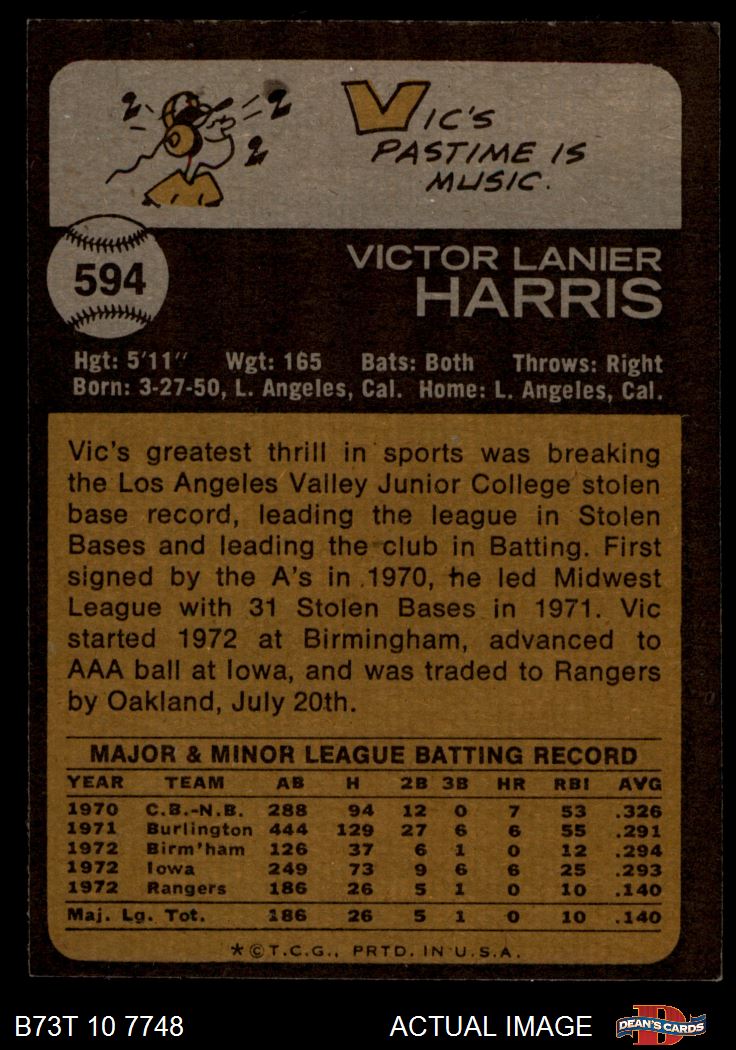 VIC'S
PASTIME IS
MUSIC.
594
VICTOR LANIER
HARRIS
Hgt: 5'11" Wgt: 165 Bats: Both Throws: Right
Born: 3-27-50, L. Angeles, Cal. Home: L. Angeles, Cal.
Vic's greatest thrill in sports was breaking
the Los Angeles Valley Junior College stolen
base record, leading the league in Stolen
Bases and leading the club in Batting. First
signed by the A's in 1970, he led Midwest
League with 31 Stolen Bases in 1971. Vic
started 1972 at Birmingham, advanced to
AAA ball at Iowa, and was traded to Rangers
by Oakland, July 20th.
MAJOR & MINOR LEAGUE BATTING RECORD
YEAR TEAM AB H 2B 3B HR RBI AVG
1970 C.B.-N.B. 288 94 12 0 7 53 .326
1971 Burlington 444 129 27 6 6 55 .291
1972 Birm'ham 126 37 6 1 0 12 .294
1972 Iowa 249 73 9 6 6 25 .293
1972 Rangers 186 26 5 1 0 10 .140
Maj. Lg. Tot. 186 26 5 1 0 10 .140
*©T.C.G., PRTD. IN U.S.A.
B73T 10 7748 ACTUAL IMAGE DEAN'S CARDS